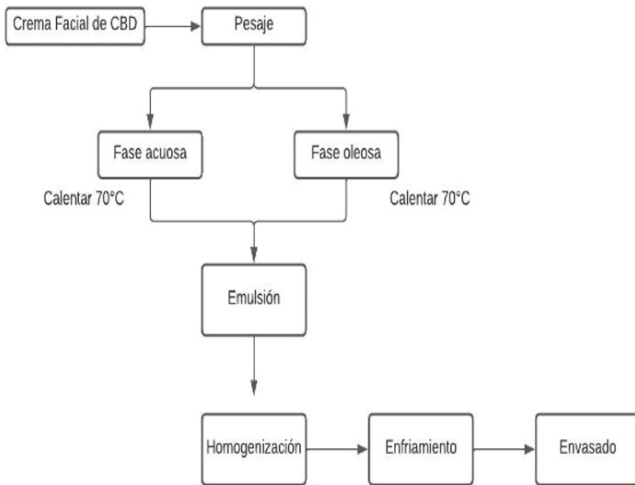 Crema Facial de CBD
Pesaje
Fase acuosa
Fase oleosa
Calentar 70°C
Calentar 70°C
Emulsión
Homogenización
Enfriamiento
Envasado